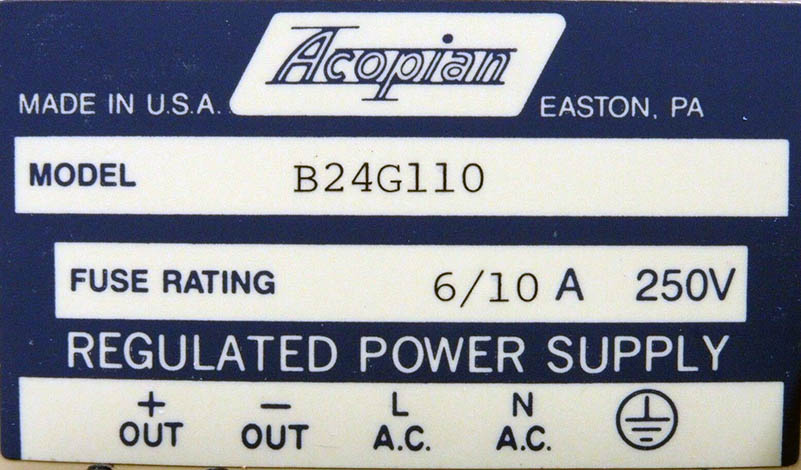 Acopian
MADE IN U.S.A. EASTON, PA
MODEL B24G110
FUSE RATING 6/10 A 250V
REGULATED POWER SUPPLY
+ OUT − OUT L A.C. N A.C.